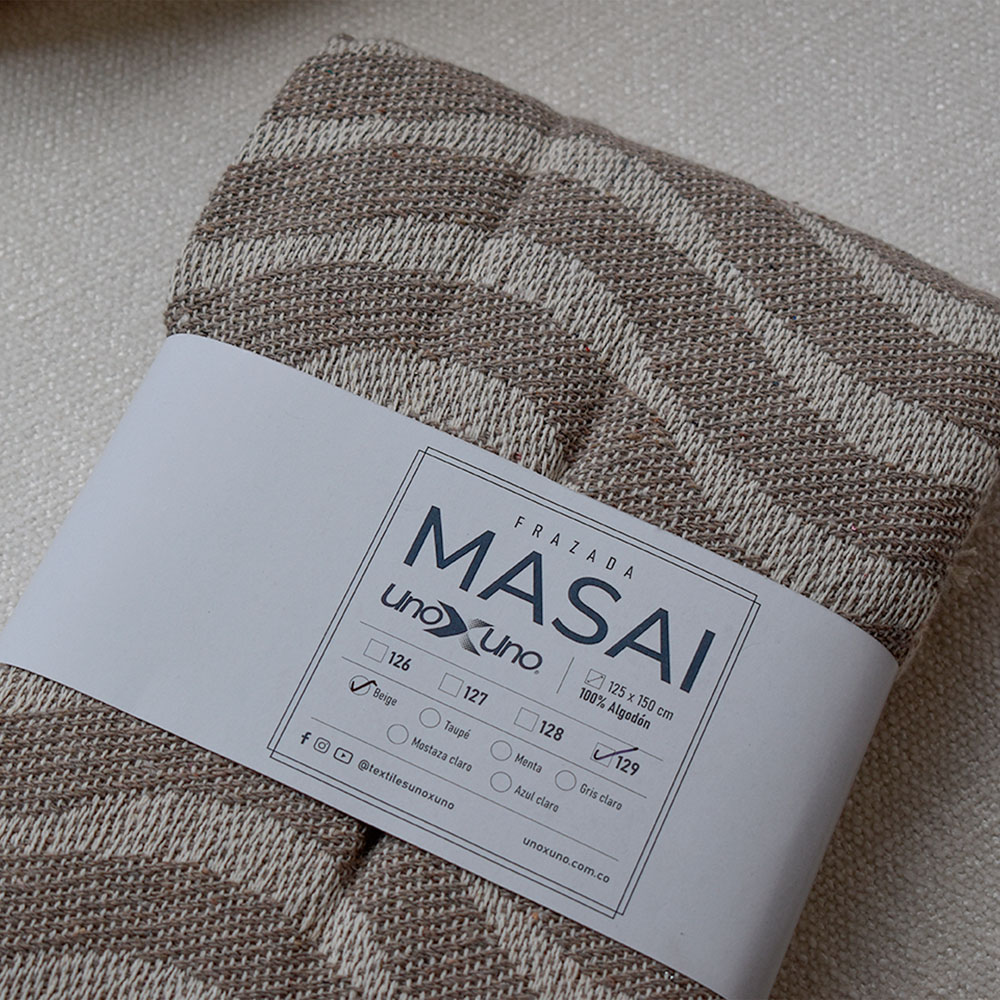 FRAZADA
MASAI
unoXuno®
125 x 150 cm
100% Algodón
126 127 128 129
Beige Taupé Menta Gris claro
Mostaza claro Azul claro
@textilesunoxuno
unoxuno.com.co